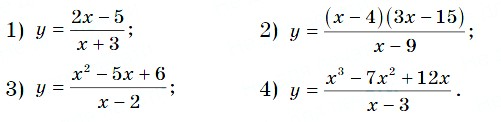 1) y = (2x − 5)/(x + 3); 2) y = ((x − 4)(3x − 15))/(x − 9);
3) y = (x² − 5x + 6)/(x − 2); 4) y = (x³ − 7x² + 12x)/(x − 3).